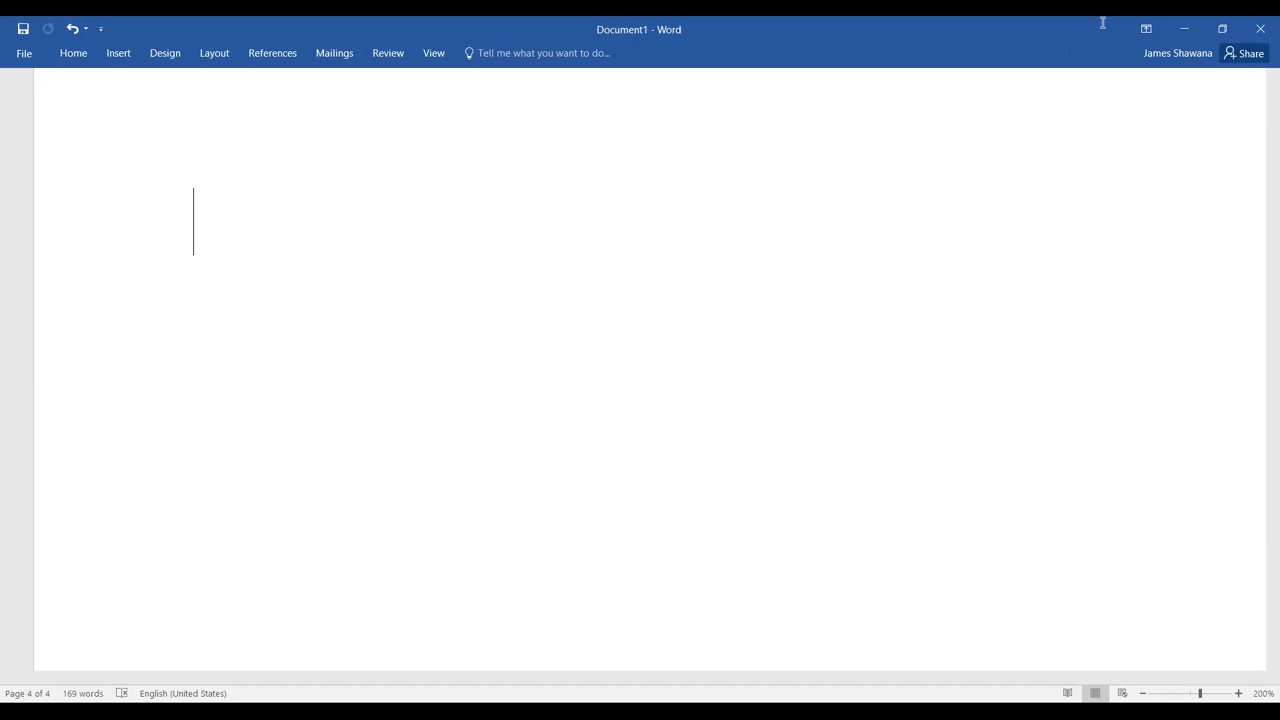 Document1 - Word
File Home Insert Design Layout References Mailings Review View Tell me what you want to do... James Shawana Share
Page 4 of 4 169 words English (United States) 200%